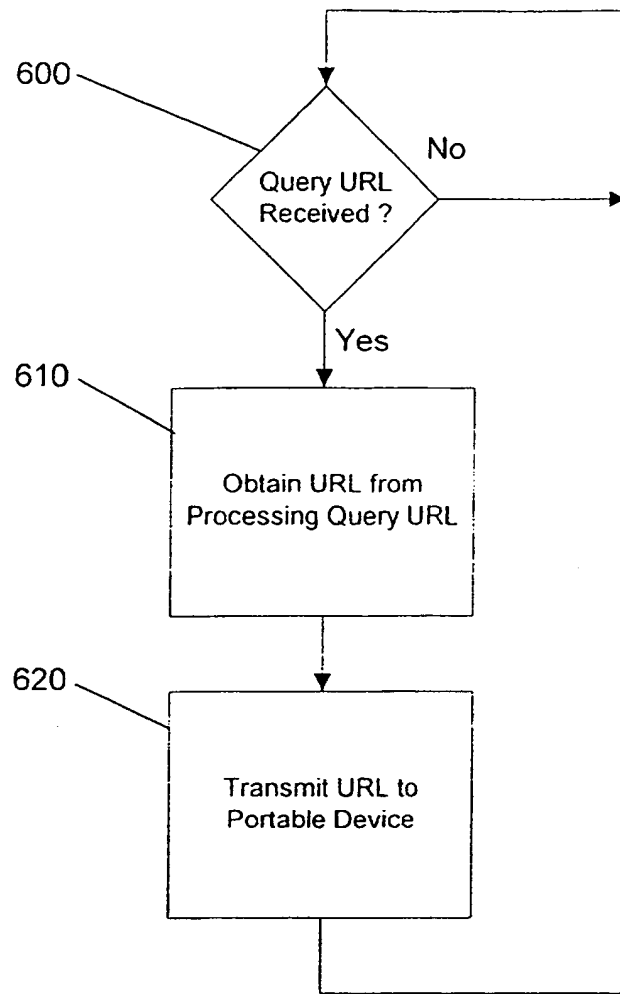 600
Query URL
Received ?
No
Yes
610
Obtain URL from
Processing Query URL
620
Transmit URL to
Portable Device